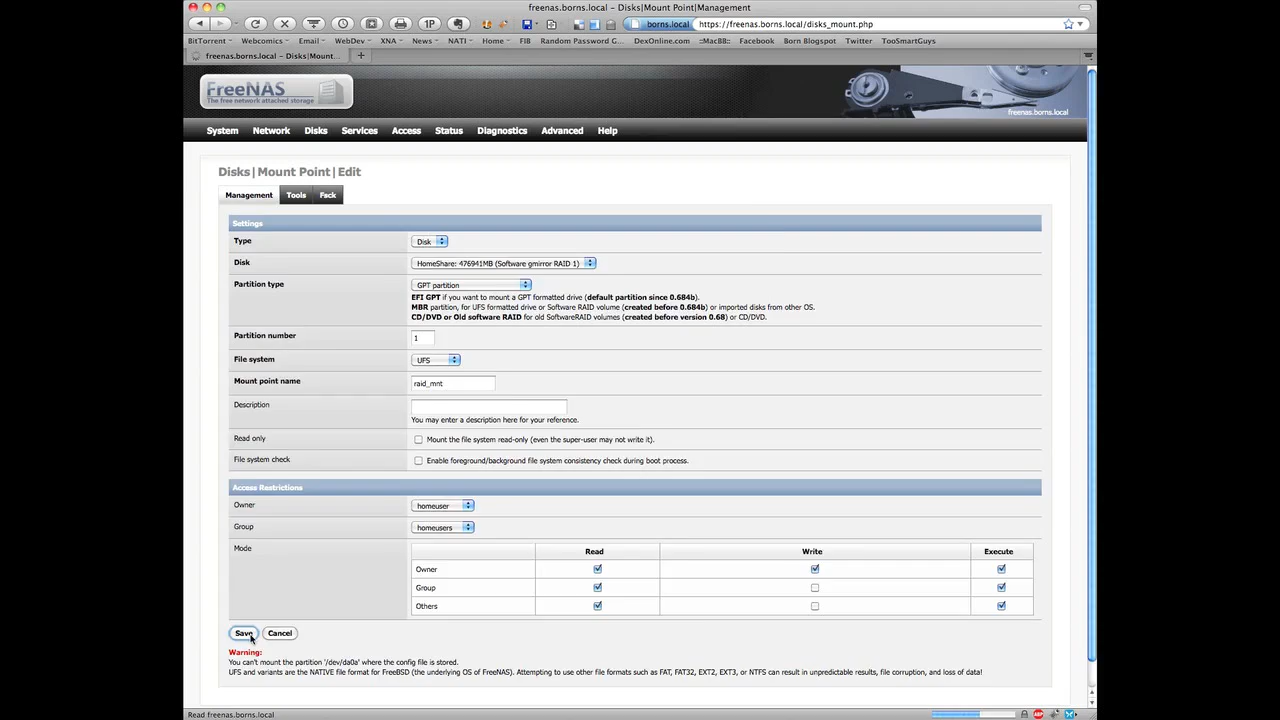 Disks|Mount Point|Management
1P
borns.local
https://freenas.borns.local/disks_mount.php
BitTorrent Webcomics Email WebDev XNA News NATI Home FIB Random Password G... DexOnline.com ::MacBB:: Facebook Born Blogspot Twitter TooSmartGuys
freenas.borns.local – Disks|Mount...
FreeNAS
The free network attached storage
freenas.borns.local
System Network Disks Services Access Status Diagnostics Advanced Help
Disks|Mount Point|Edit
Management Tools Fsck
Settings
Type Disk
Disk HomeShare: 476941MB (Software gmirror RAID 1)
Partition type GPT partition
EFI GPT if you want to mount a GPT formatted drive (default partition since 0.684b).
MBR partition, for UFS formatted drive or Software RAID volume (created before 0.684b) or imported disks from other OS.
CD/DVD or Old software RAID for old SoftwareRAID volumes (created before version 0.68) or CD/DVD.
Partition number 1
File system UFS
Mount point name raid_mnt
Description
You may enter a description here for your reference.
Read only Mount the file system read-only (even the super-user may not write it).
File system check Enable foreground/background file system consistency check during boot process.
Access Restrictions
Owner homeuser
Group homeusers
Mode
Read Write Execute
Owner
Group
Others
Save Cancel
Warning:
You can't mount the partition '/dev/da0a' where the config file is stored.
UFS and variants are the NATIVE file format for FreeBSD (the underlying OS of FreeNAS). Attempting to use other file formats such as FAT, FAT32, EXT2, EXT3, or NTFS can result in unpredictable results, file corruption, and loss of data!
Read freenas.borns.local